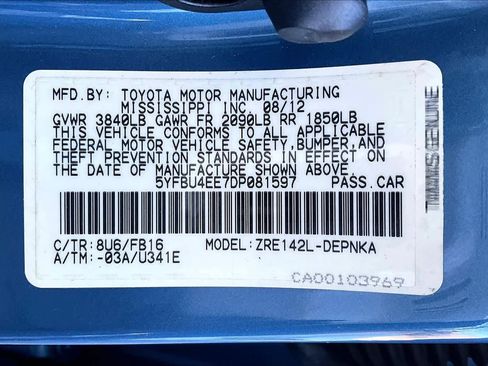 MFD.BY: TOYOTA MOTOR MANUFACTURING
MISSISSIPPI INC. 08/12
GVWR 3840LB GAWR FR 2090LB RR 1850LB
THIS VEHICLE CONFORMS TO ALL APPLICABLE
FEDERAL MOTOR VEHICLE SAFETY,BUMPER,AND
THEFT PREVENTION STANDARDS IN EFFECT ON
THE DATE OF MANUFACTURE SHOWN ABOVE.
5YFBU4EE7DP081597 PASS.CAR
C/TR:8U6/FB16 MODEL:ZRE142L-DEPNKA
A/TM:-03A/U341E
CA00103969